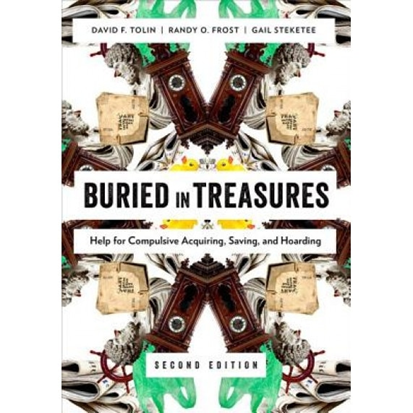 DAVID F. TOLIN | RANDY O. FROST | GAIL STEKETEE
BURIED IN TREASURES
Help for Compulsive Acquiring, Saving, and Hoarding
SECOND EDITION